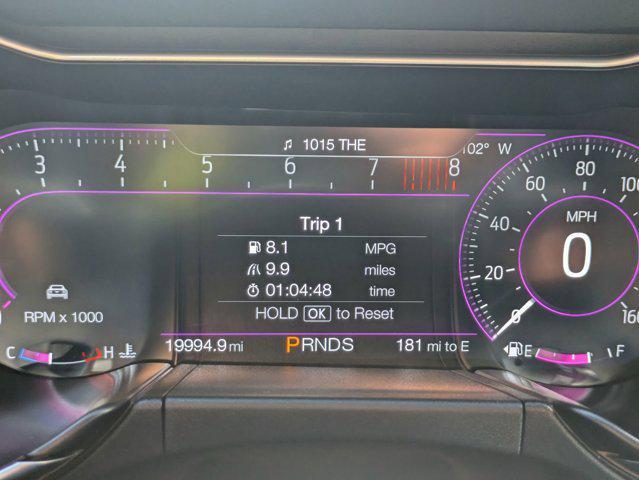 ♫ 1015 THE
102° W
3 4 5 6 7 8
Trip 1
8.1 MPG
9.9 miles
01:04:48 time
HOLD OK to Reset
RPM x 1000
C H
19994.9 mi
PRNDS
181 mi to E
0 20 40 60 80 100 160
MPH
0
E F